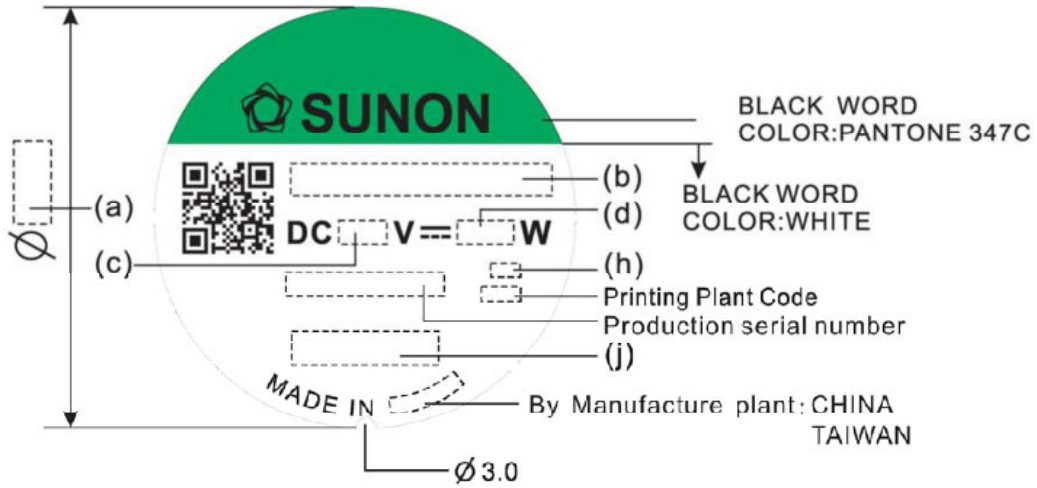 SUNON
BLACK WORD
COLOR:PANTONE 347C
BLACK WORD
COLOR:WHITE
(a)
Ø
(b)
DC V⎓ W
(d)
(c)
(h)
Printing Plant Code
Production serial number
(j)
MADE IN
By Manufacture plant: CHINA
TAIWAN
Ø 3.0